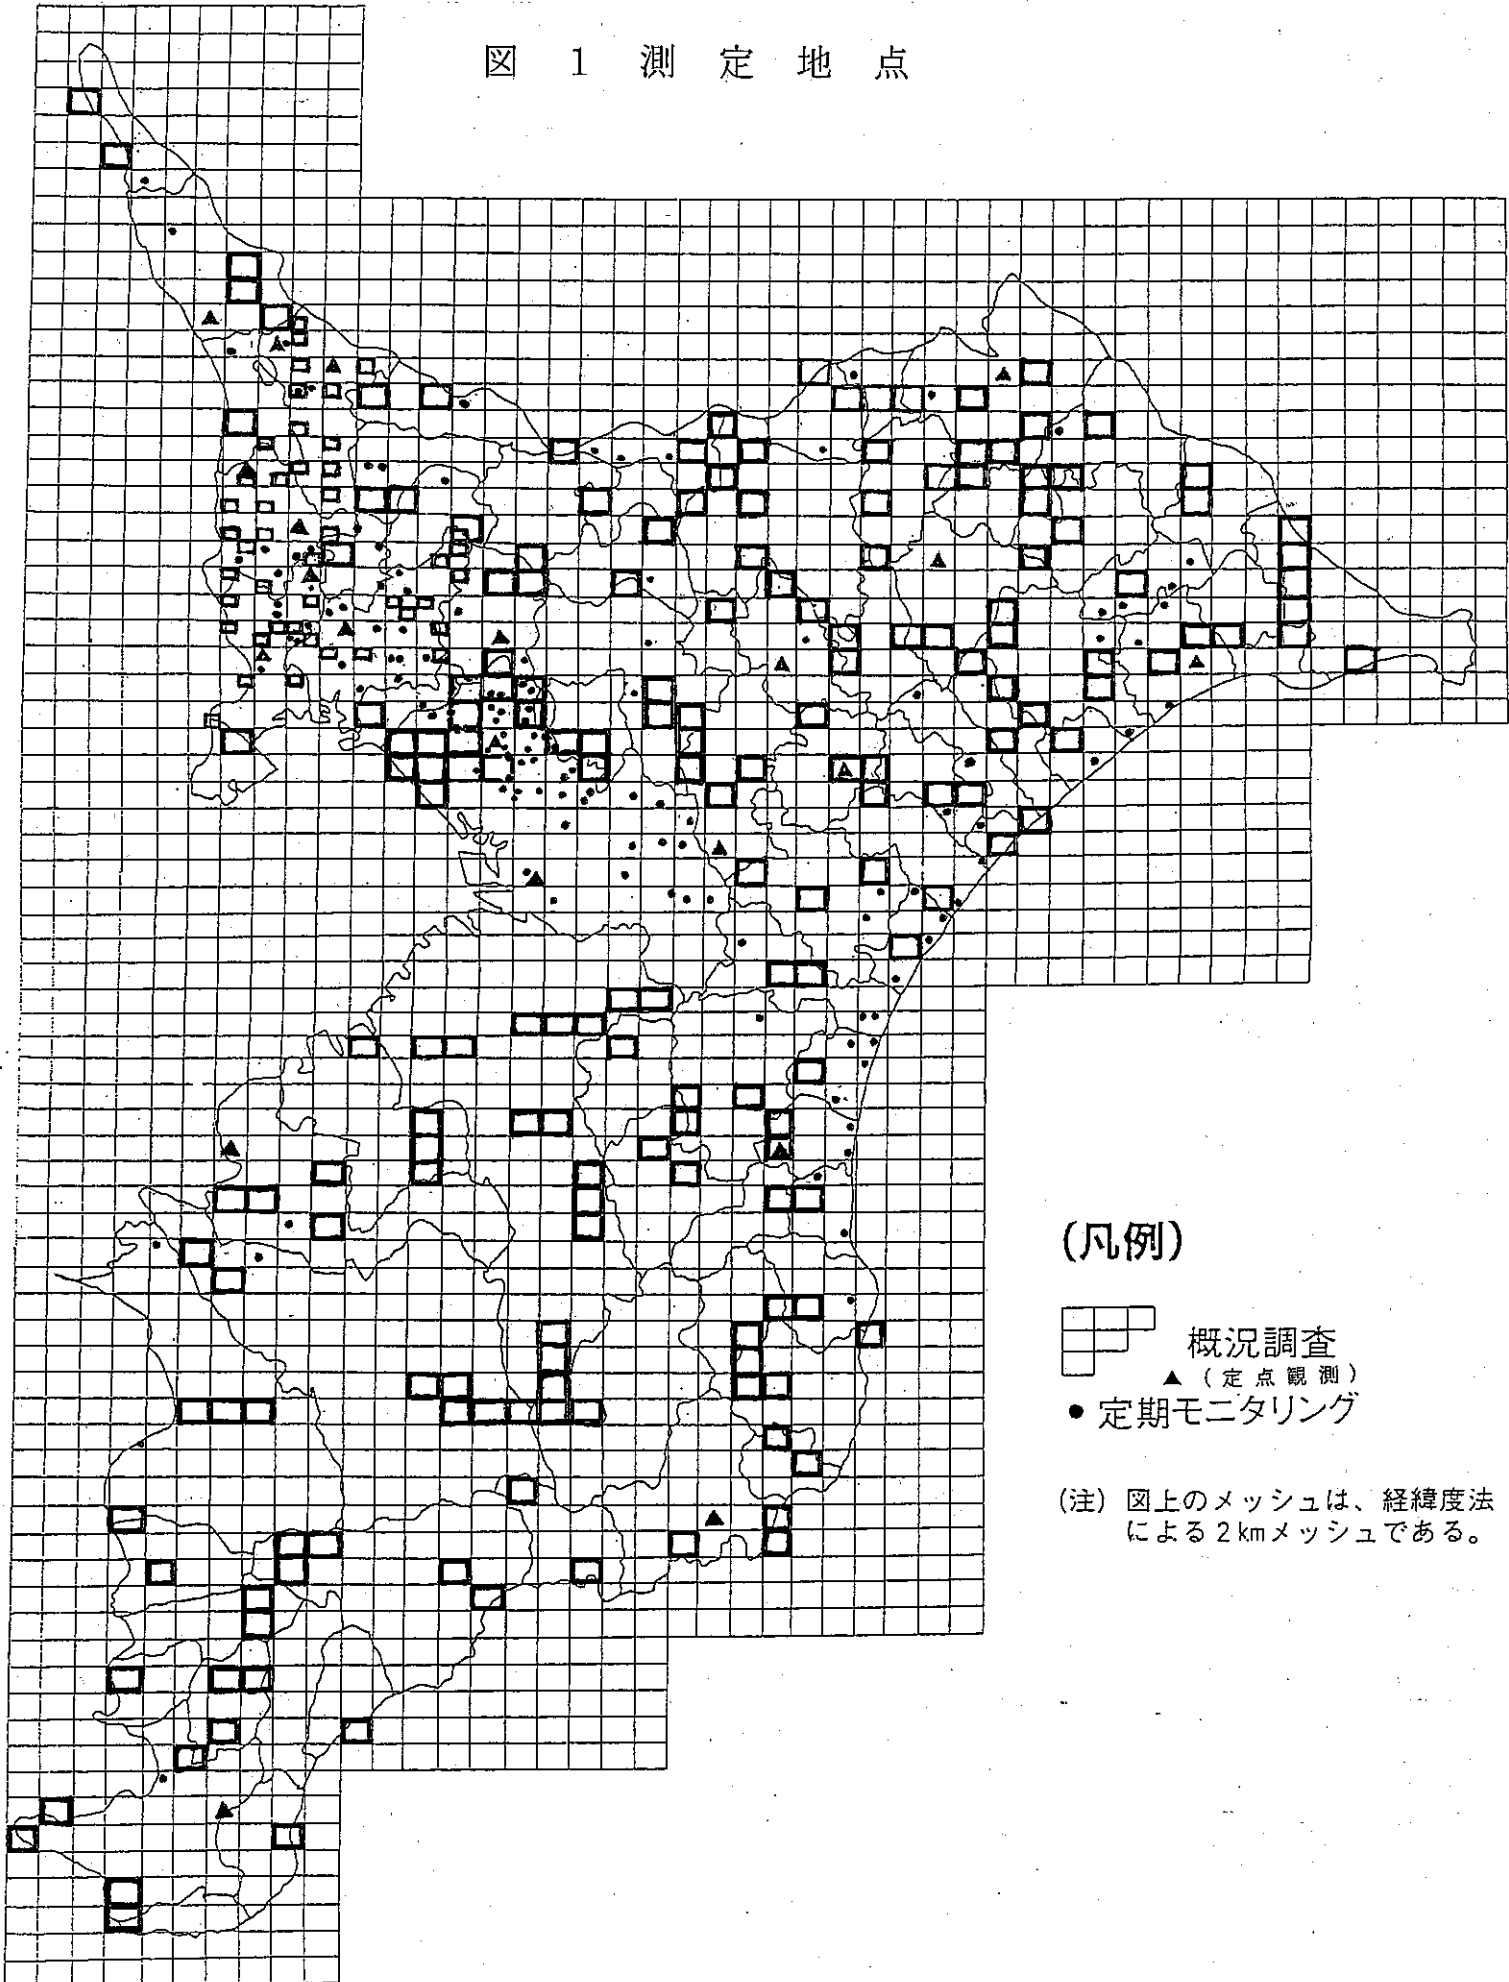 図 1 測 定 地 点
(凡例)
概況調査
▲ (定点観測)
● 定期モニタリング
(注) 図上のメッシュは、経緯度法
による2kmメッシュである。